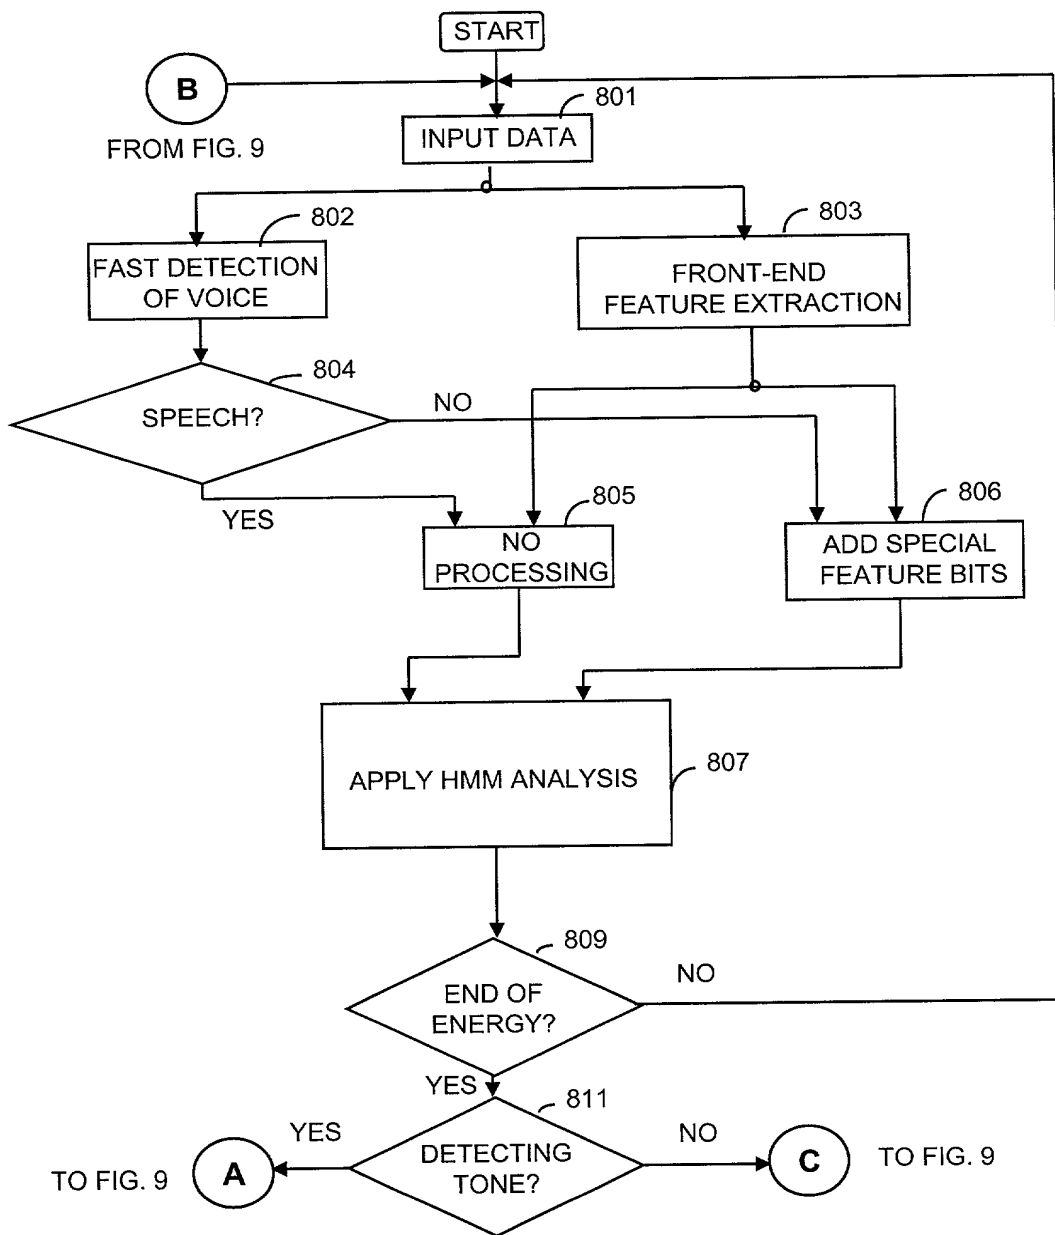 START
B
801
FROM FIG. 9
INPUT DATA
802
803
FAST DETECTION
OF VOICE
FRONT-END
FEATURE EXTRACTION
804
SPEECH?
NO
YES
805
806
NO
PROCESSING
ADD SPECIAL
FEATURE BITS
APPLY HMM ANALYSIS
807
809
END OF
ENERGY?
NO
YES
811
YES
NO
DETECTING
TONE?
TO FIG. 9
A
C
TO FIG. 9